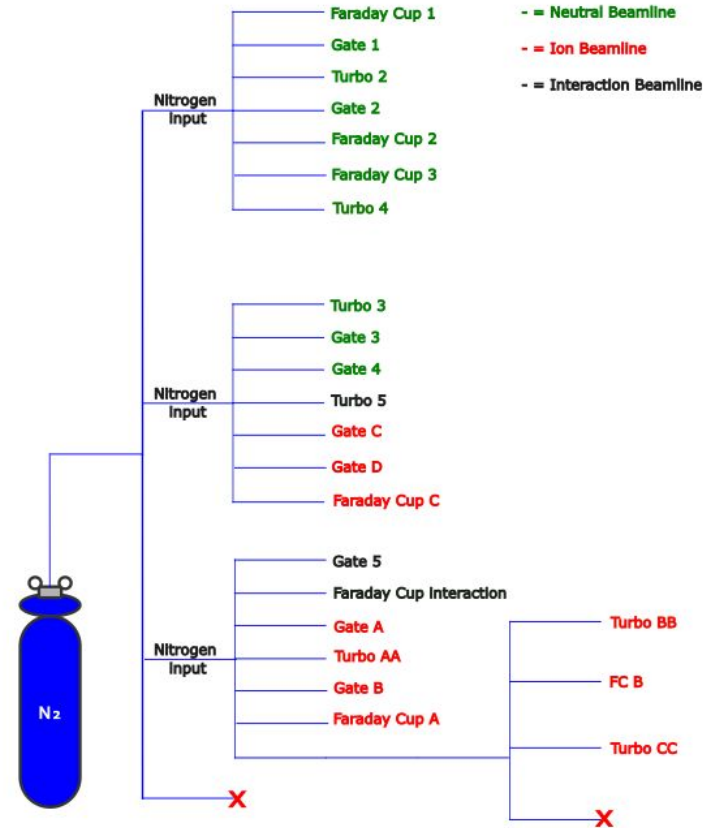 Faraday Cup 1
Gate 1
Turbo 2
Gate 2
Faraday Cup 2
Faraday Cup 3
Turbo 4
- = Neutral Beamline
- = Ion Beamline
- = Interaction Beamline
Nitrogen
Input
Turbo 3
Gate 3
Gate 4
Turbo 5
Gate C
Gate D
Faraday Cup C
Nitrogen
Input
Gate 5
Faraday Cup Interaction
Gate A
Turbo AA
Gate B
Faraday Cup A
Nitrogen
Input
Turbo BB
FC B
Turbo CC
N₂
X
X